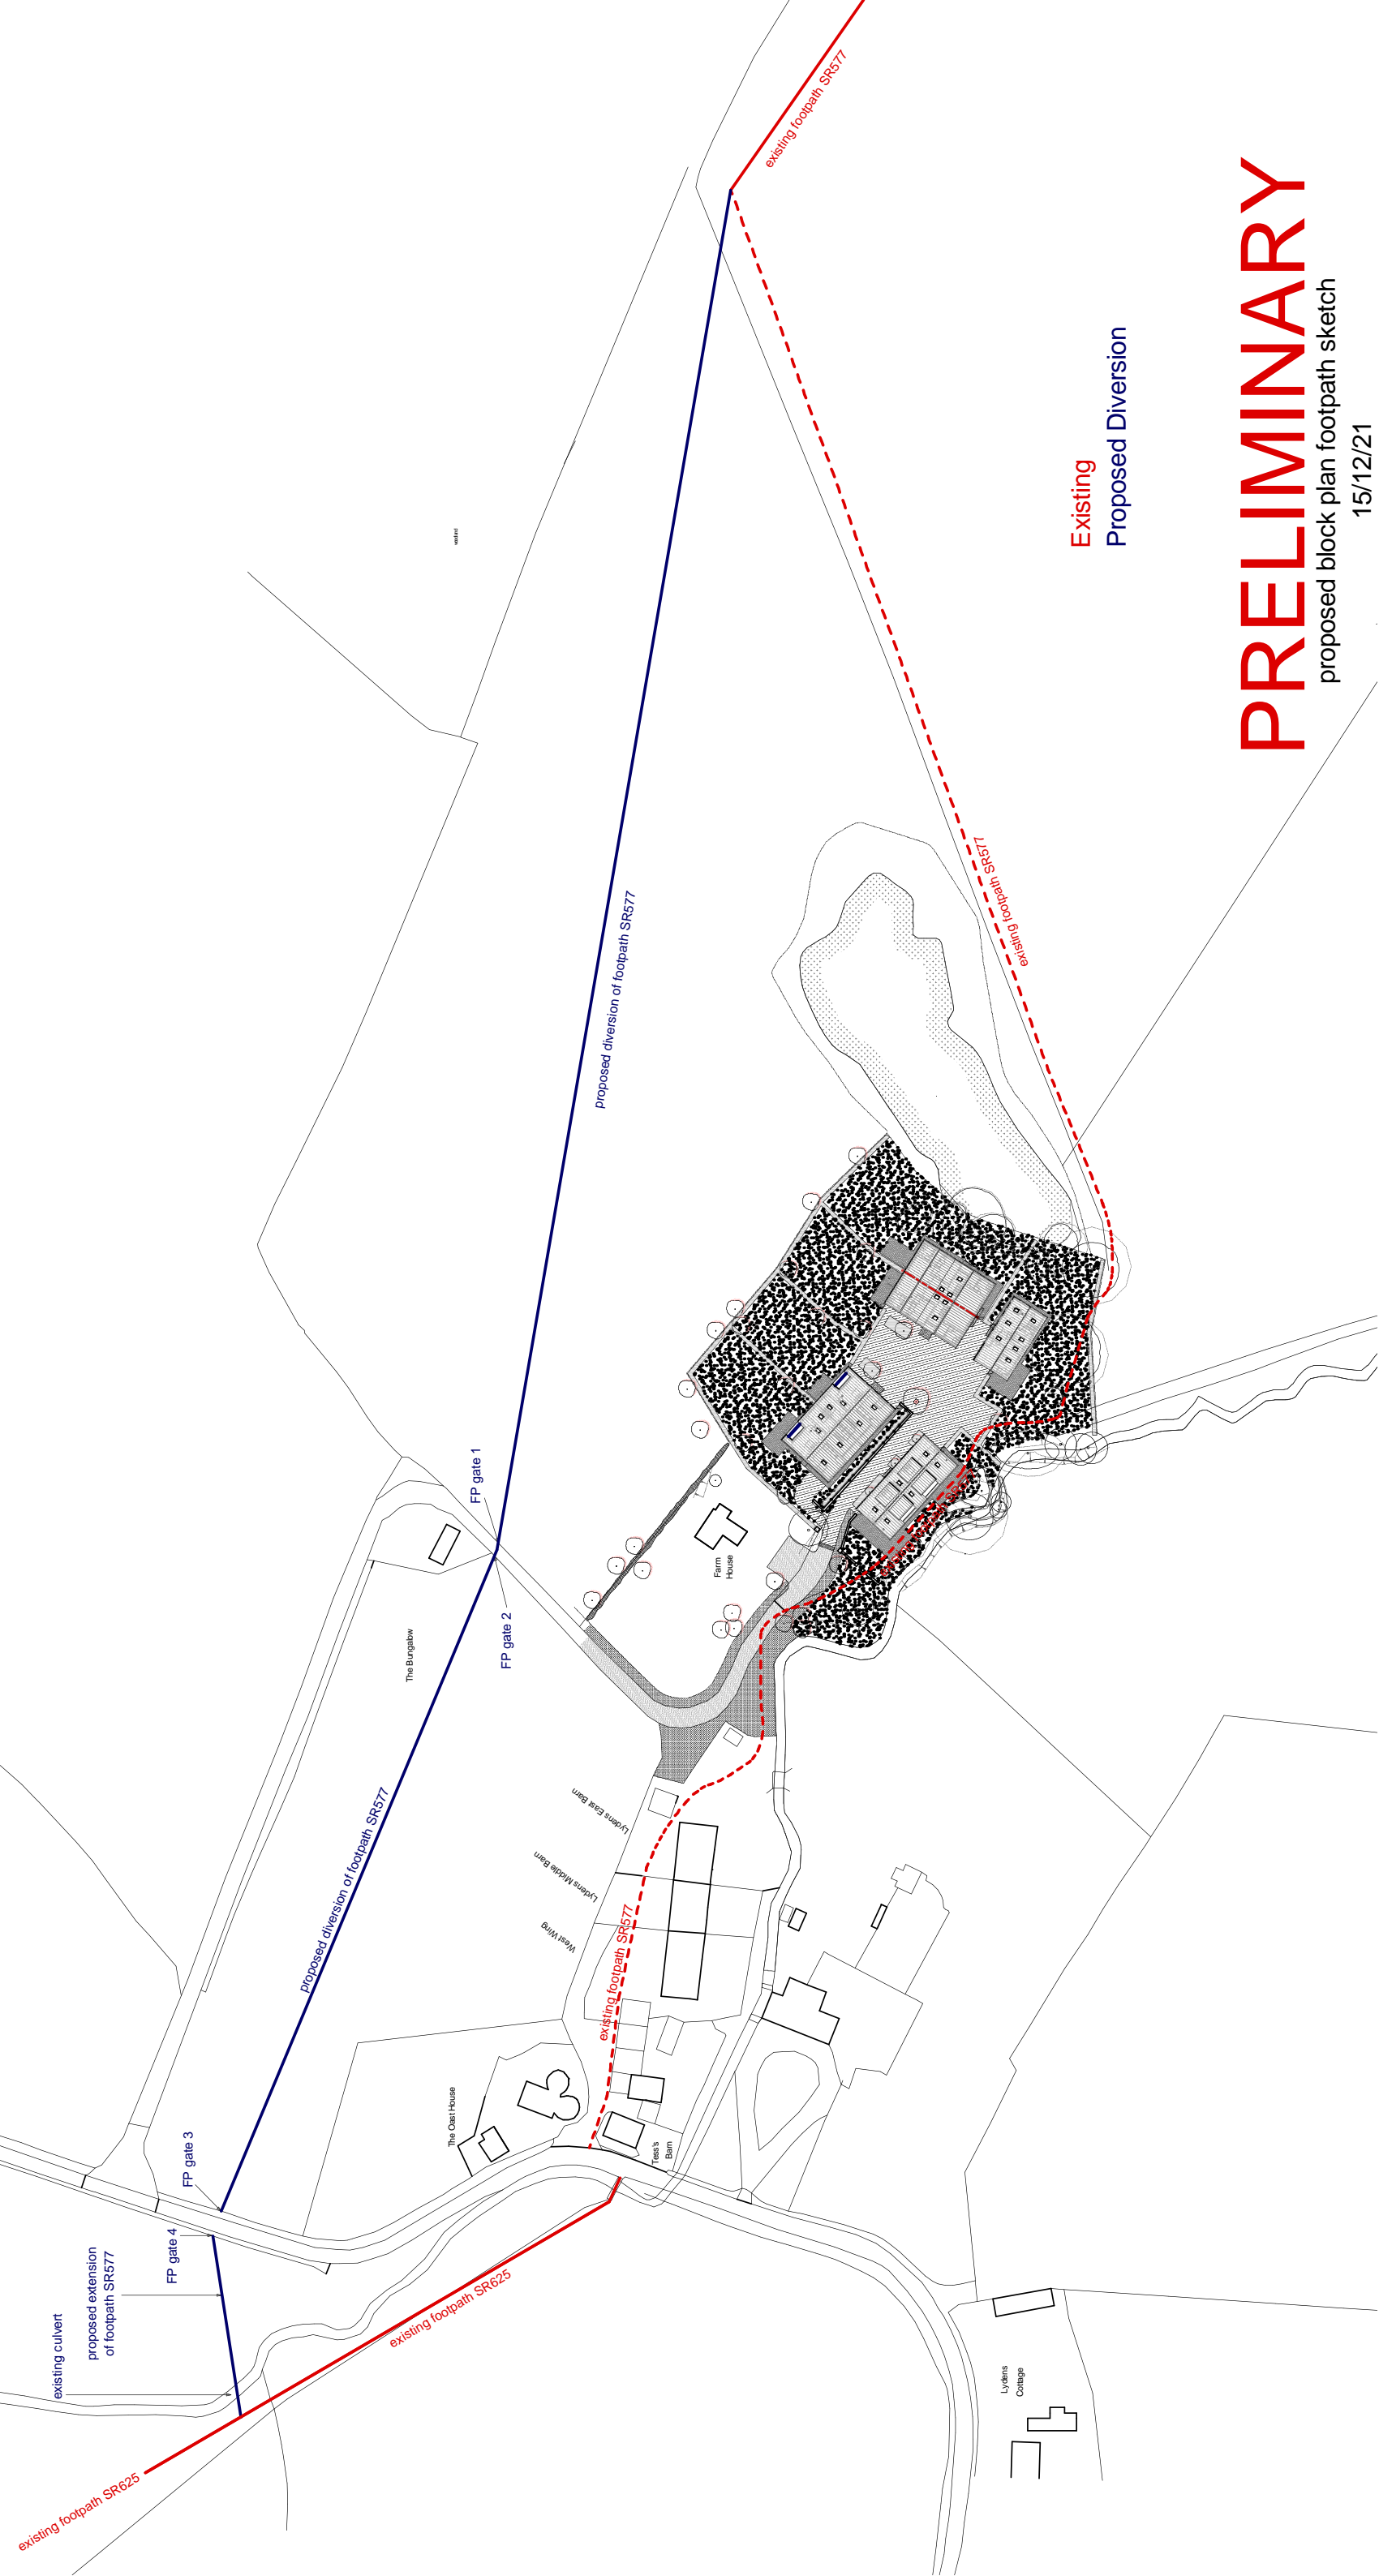 existing footpath SR577
PRELIMINARY
proposed block plan footpath sketch
15/12/21
Existing
Proposed Diversion
existing footpath SR577
proposed diversion of footpath SR577
FP gate 1
FP gate 2
The Bungalow
Farm
House
proposed diversion of footpath SR577
Lydens East Barn
Lydens Middle Barn
West Wing
existing footpath SR577
The Oast House
Tess's
Barn
FP gate 3
FP gate 4
proposed extension
of footpath SR577
existing culvert
existing footpath SR625
existing footpath SR625
Lydens
Cottage